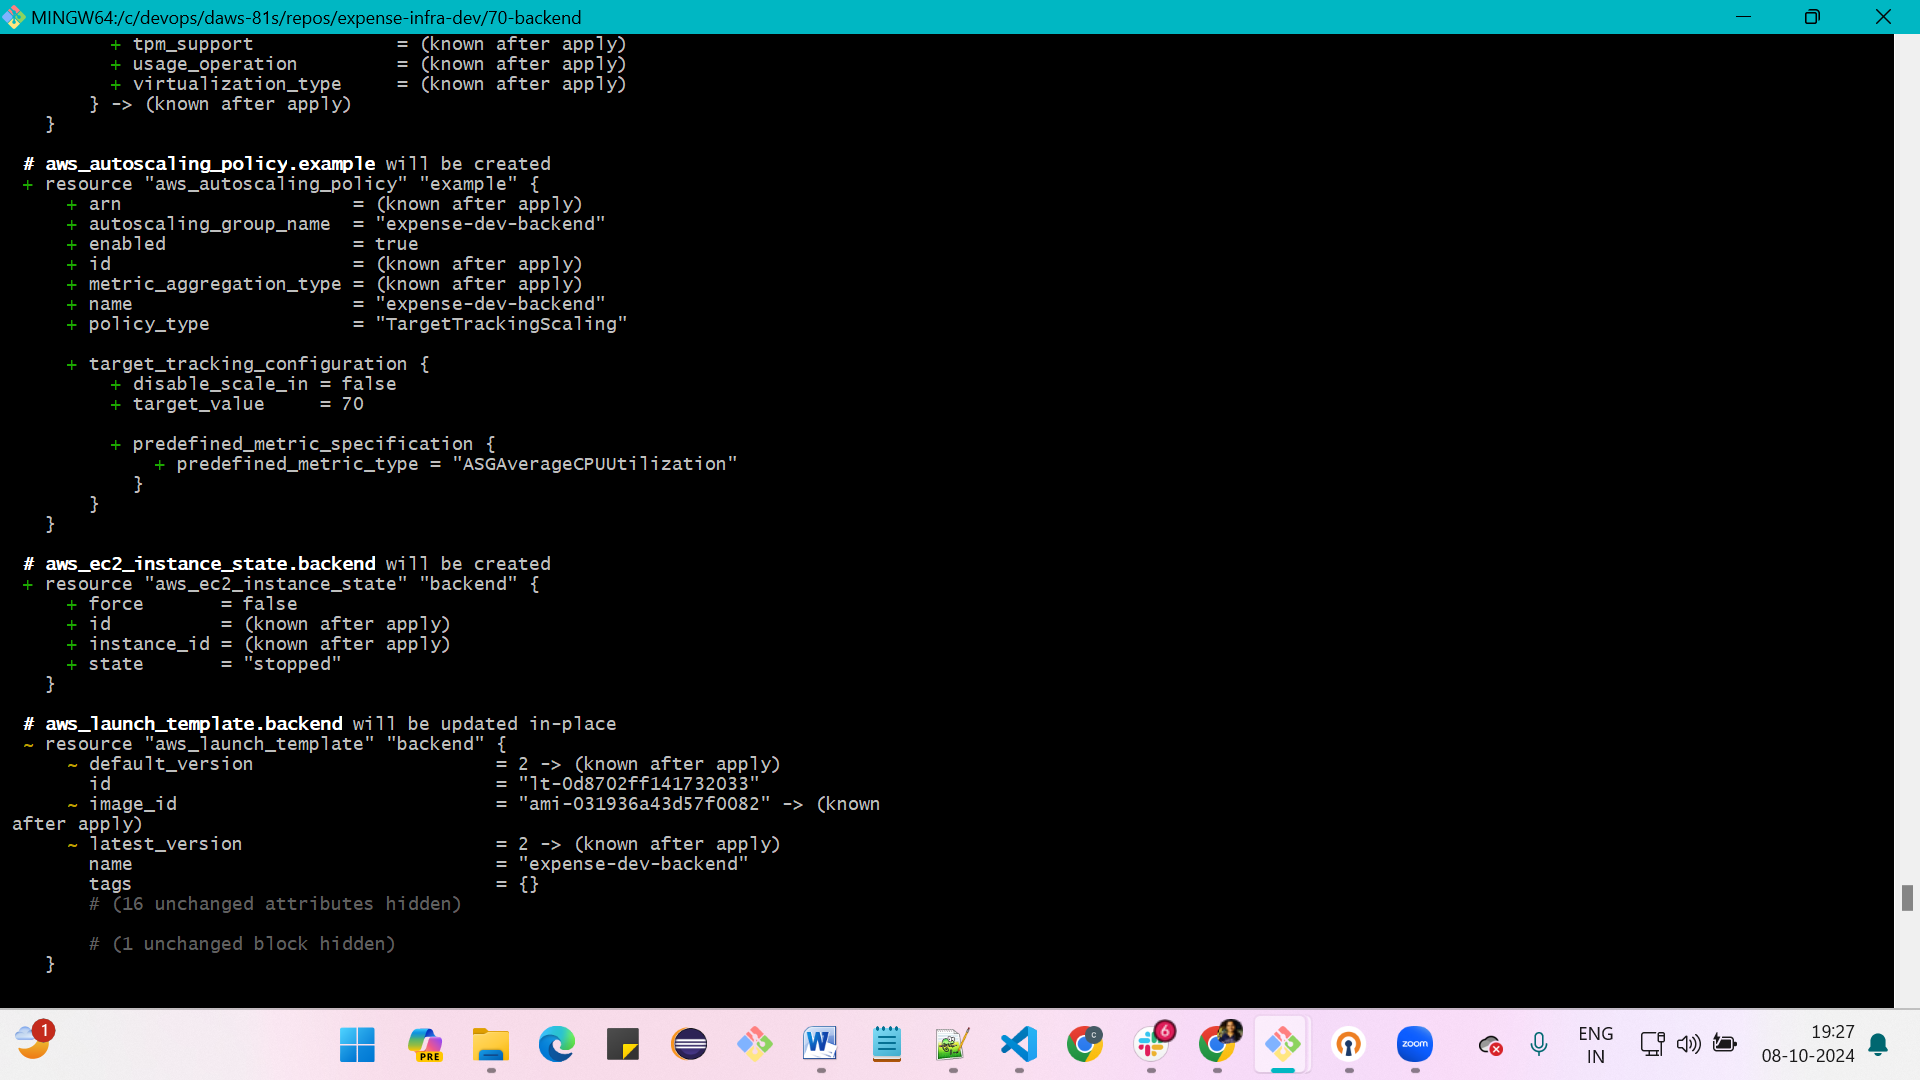 MINGW64:/c/devops/daws-81s/repos/expense-infra-dev/70-backend
+ tpm_support = (known after apply)
+ usage_operation = (known after apply)
+ virtualization_type = (known after apply)
} -> (known after apply)
}
# aws_autoscaling_policy.example will be created
+ resource "aws_autoscaling_policy" "example" {
+ arn = (known after apply)
+ autoscaling_group_name = "expense-dev-backend"
+ enabled = true
+ id = (known after apply)
+ metric_aggregation_type = (known after apply)
+ name = "expense-dev-backend"
+ policy_type = "TargetTrackingScaling"
+ target_tracking_configuration {
+ disable_scale_in = false
+ target_value = 70
+ predefined_metric_specification {
+ predefined_metric_type = "ASGAverageCPUUtilization"
}
}
}
# aws_ec2_instance_state.backend will be created
+ resource "aws_ec2_instance_state" "backend" {
+ force = false
+ id = (known after apply)
+ instance_id = (known after apply)
+ state = "stopped"
}
# aws_launch_template.backend will be updated in-place
~ resource "aws_launch_template" "backend" {
~ default_version = 2 -> (known after apply)
id = "lt-0d8702ff141732033"
~ image_id = "ami-031936a43d57f0082" -> (known
after apply)
~ latest_version = 2 -> (known after apply)
name = "expense-dev-backend"
tags = {}
# (16 unchanged attributes hidden)
# (1 unchanged block hidden)
}
1
PRE
C
6
zoom
ENG
IN
19:27
08-10-2024